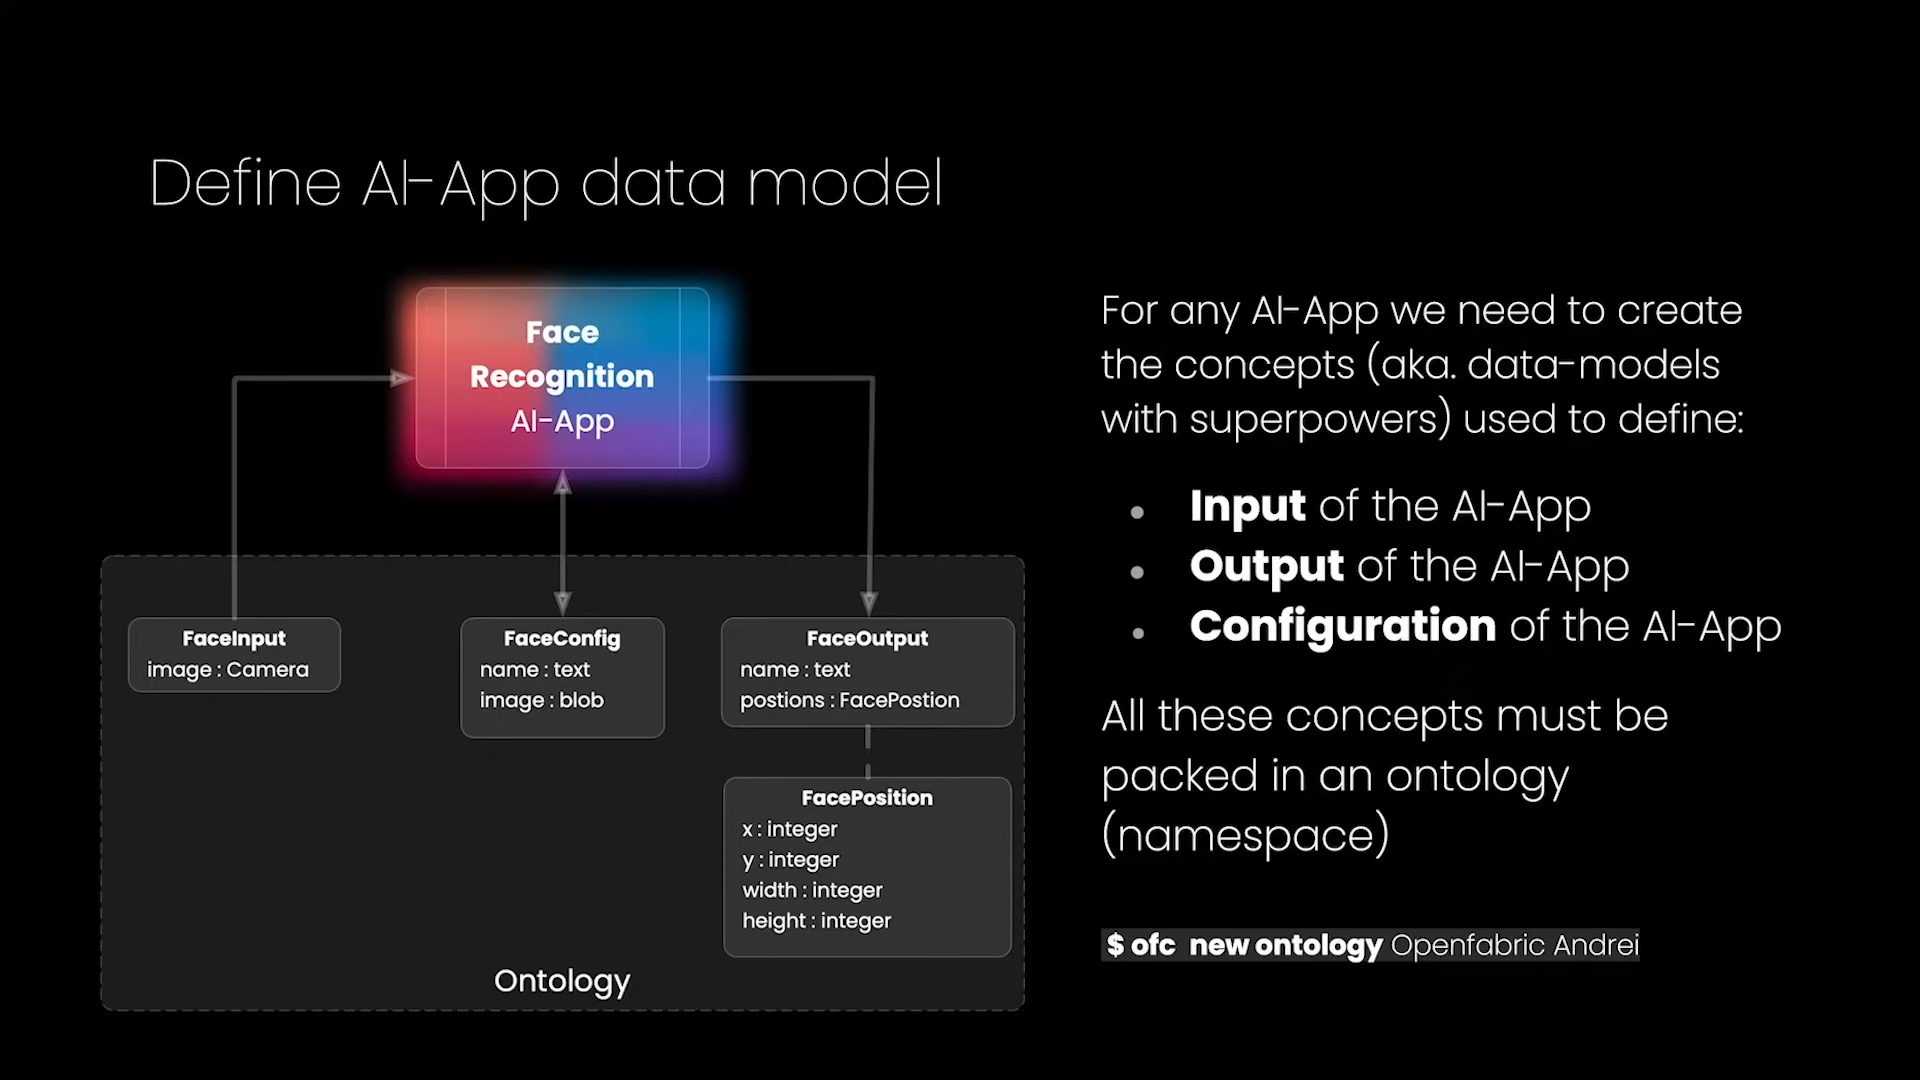 Define AI-App data model
Face
Recognition
AI-App
FaceInput
image : Camera
FaceConfig
name : text
image : blob
FaceOutput
name : text
postions : FacePostion
FacePosition
x : integer
y : integer
width : integer
height : integer
Ontology
For any AI-App we need to create
the concepts (aka. data-models
with superpowers) used to define:
Input of the AI-App
Output of the AI-App
Configuration of the AI-App
All these concepts must be
packed in an ontology
(namespace)
$ ofc new ontology Openfabric Andrei